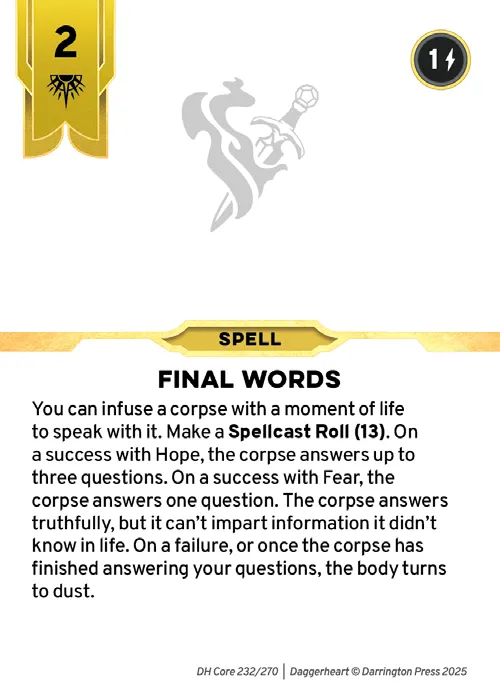 2
1
SPELL
FINAL WORDS
You can infuse a corpse with a moment of life
to speak with it. Make a Spellcast Roll (13). On
a success with Hope, the corpse answers up to
three questions. On a success with Fear, the
corpse answers one question. The corpse answers
truthfully, but it can’t impart information it didn’t
know in life. On a failure, or once the corpse has
finished answering your questions, the body turns
to dust.
DH Core 232/270 | Daggerheart © Darrington Press 2025